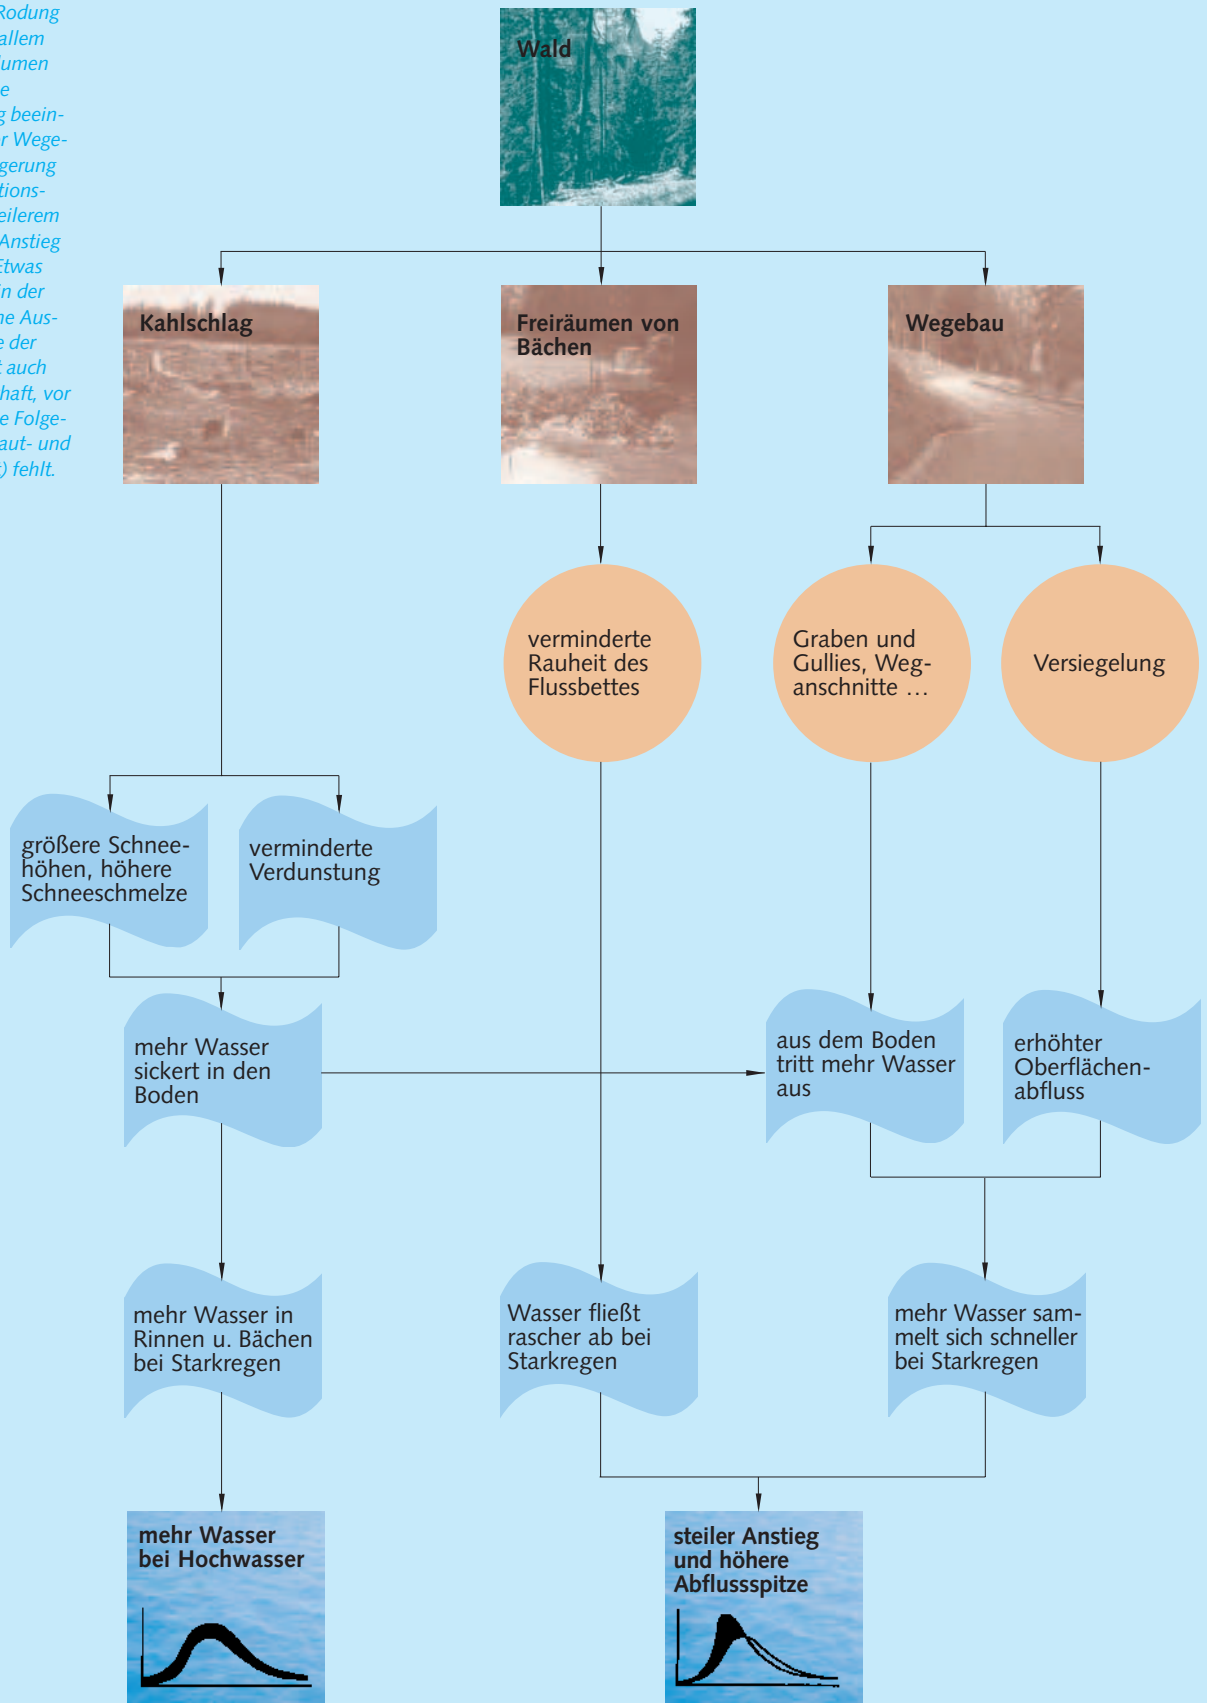 Rodung
allem
lumen
e
g beein-
r Wege-
gerung
tions-
eilerem
Anstieg
Etwas
in der
ne Aus-
e der
t auch
haft, vor
e Folge-
aut- und
t) fehlt.
Wald
Kahlschlag
Freiräumen von
Bächen
Wegebau
verminderte
Rauheit des
Flussbettes
Graben und
Gullies, Weg-
anschnitte …
Versiegelung
größere Schnee-
höhen, höhere
Schneeschmelze
verminderte
Verdunstung
mehr Wasser
sickert in den
Boden
aus dem Boden
tritt mehr Wasser
aus
erhöhter
Oberflächen-
abfluss
mehr Wasser in
Rinnen u. Bächen
bei Starkregen
Wasser fließt
rascher ab bei
Starkregen
mehr Wasser sam-
melt sich schneller
bei Starkregen
mehr Wasser
bei Hochwasser
steiler Anstieg
und höhere
Abflussspitze